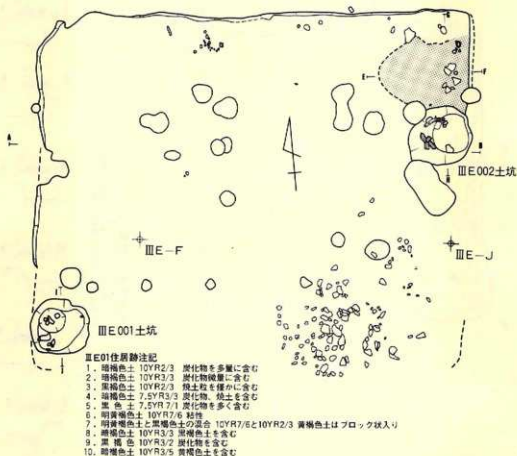 ⅢE002土坑
ⅢE-F
ⅢE-J
ⅢE001土坑
ⅢE01住居跡注記
1. 暗褐色土 10YR2/3 炭化物を多量に含む
2. 暗褐色土 10YR3/3 炭化物微量に含む
3. 黒褐色土 10YR2/3 焼土粒を僅かに含む
4. 暗褐色土 7.5YR3/3 炭化物、焼土を含む
5. 黒色土 7.5YR7/1 炭化物を多く含む
6. 明黄褐色土 10YR7/6 粘性
7. 明黄褐色土と黒褐色土の混合 10YR7/6と10YR2/3 黄褐色土はブロック状入り
8. 暗褐色土 10YR3/3 黒褐色土を含む
9. 黒褐色 10YR3/2 炭化物を含む
10. 暗褐色土 10YR3/5 黄褐色土を含む